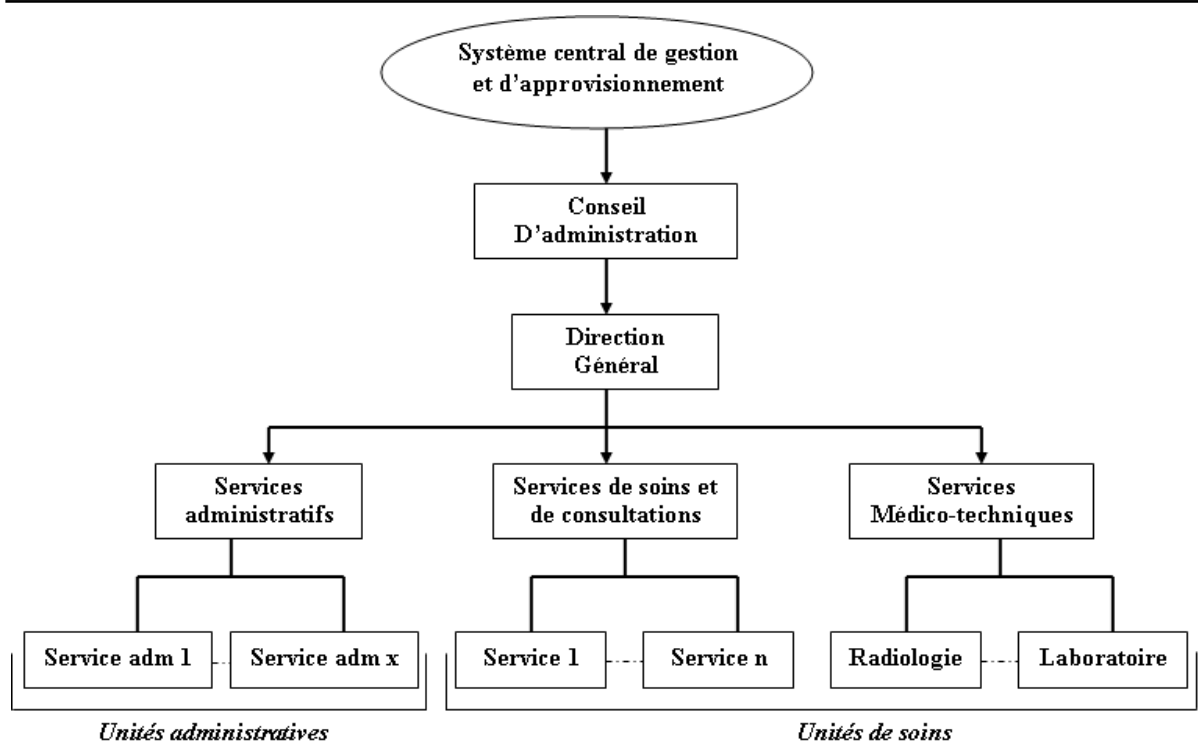 Système central de gestion
et d'approvisionnement
Conseil
D'administration
Direction
Général
Services
administratifs
Services de soins et
de consultations
Services
Médico-techniques
Service adm 1
Service adm x
Service 1
Service n
Radiologie
Laboratoire
Unités administratives
Unités de soins